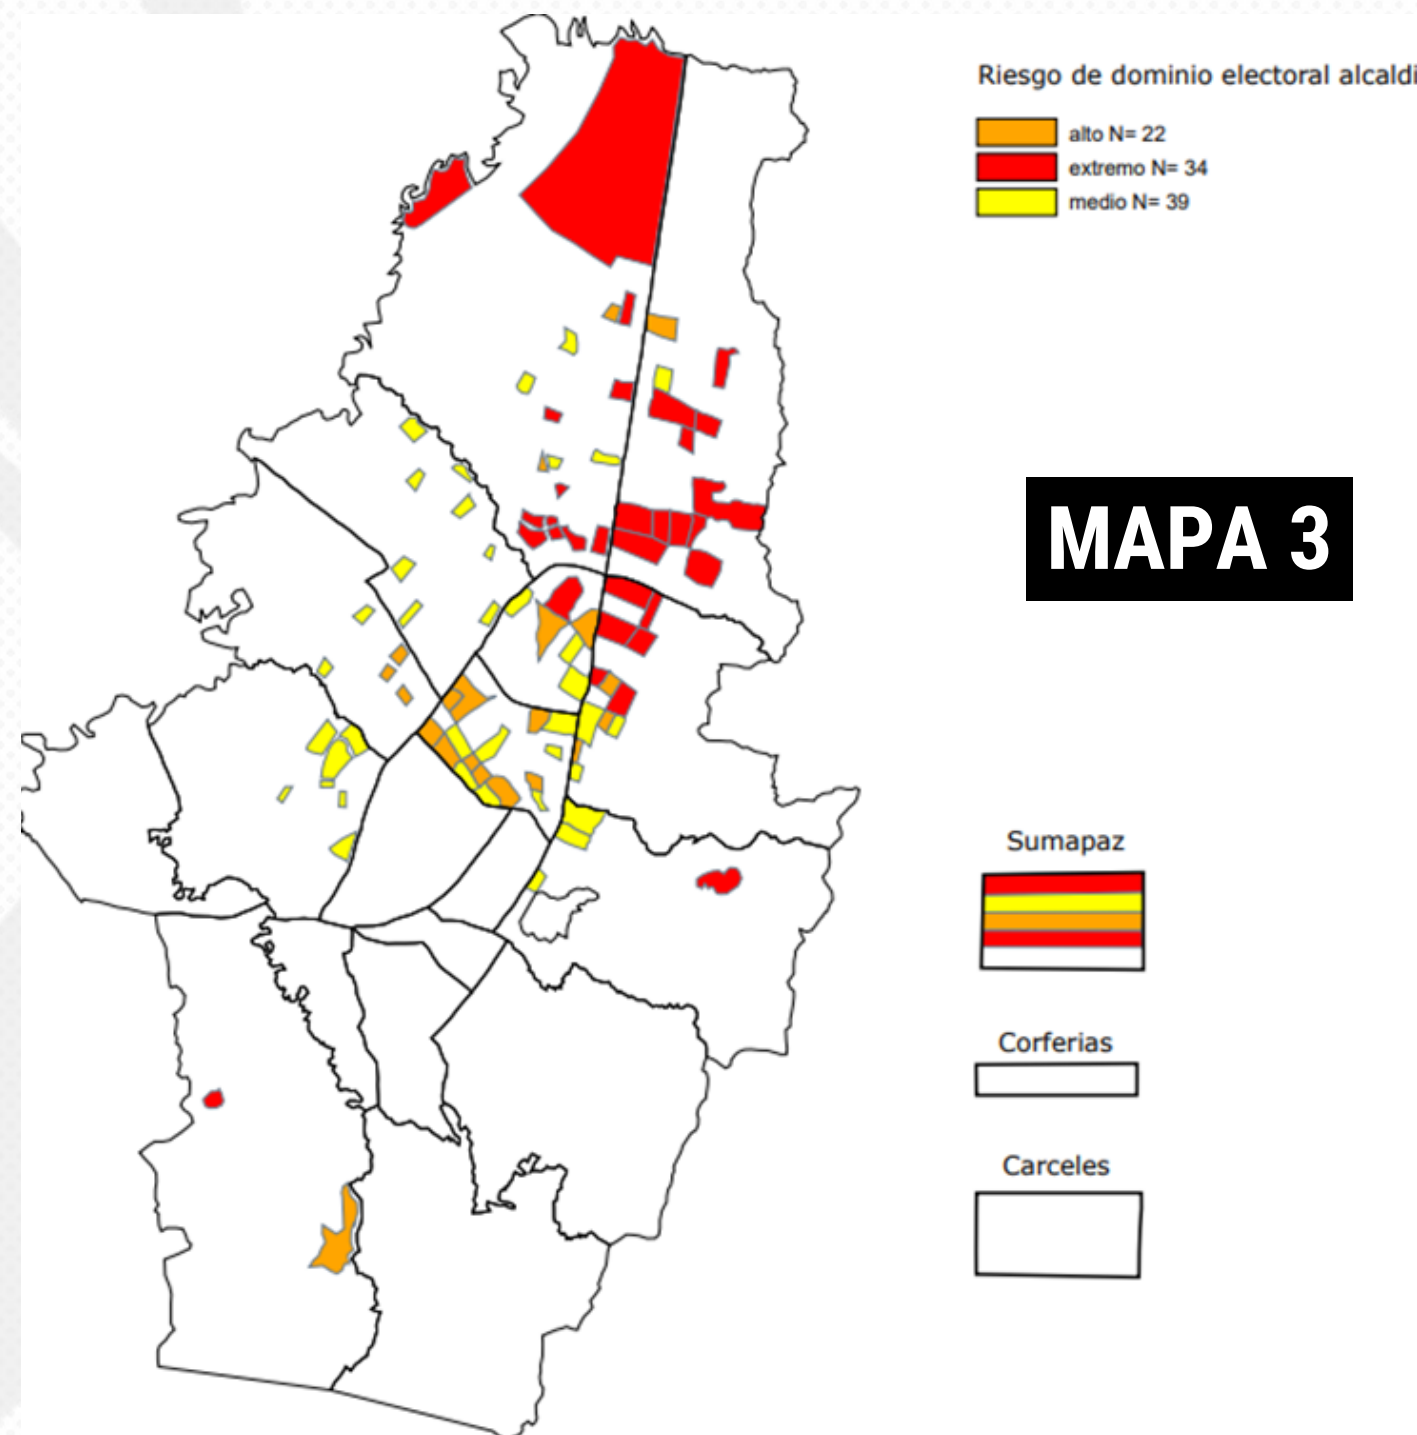 Riesgo de dominio electoral alcaldi
alto N= 22
extremo N= 34
medio N= 39
MAPA 3
Sumapaz
Corferias
Carceles